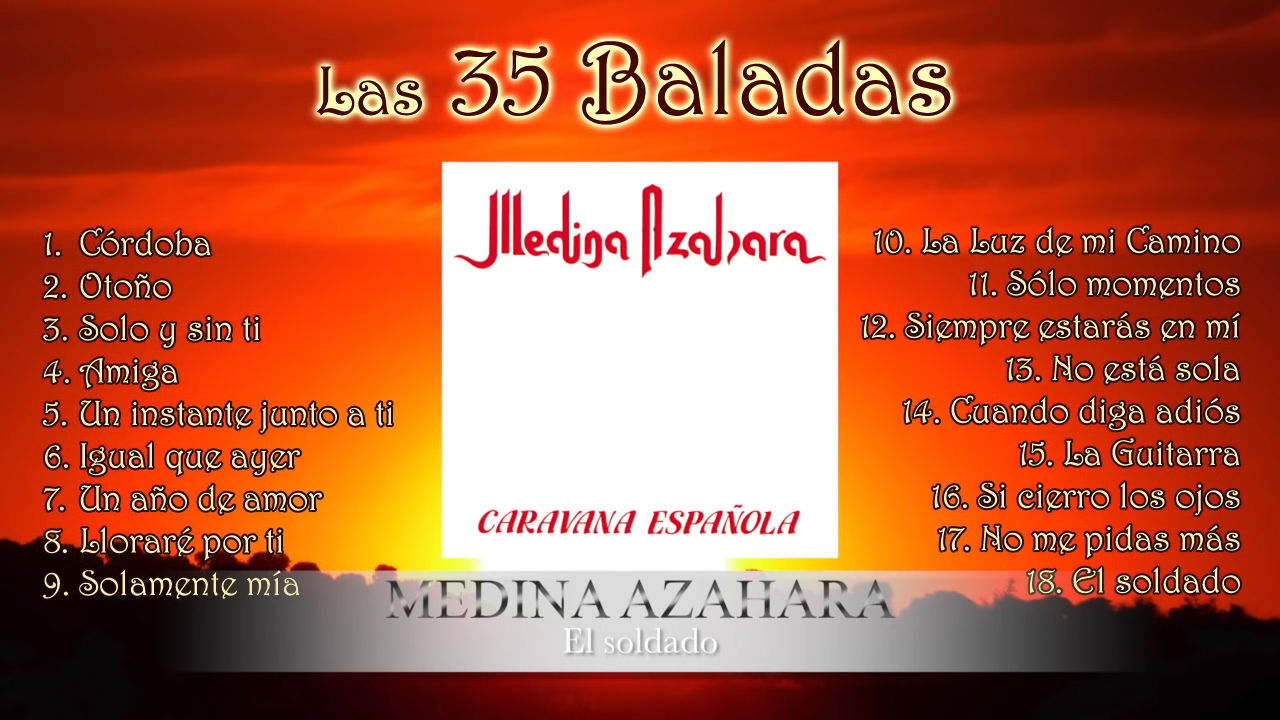 Las 35 Baladas
Medina Azahara
CARAVANA ESPAÑOLA
1. Córdoba
2. Otoño
3. Solo y sin ti
4. Amiga
5. Un instante junto a ti
6. Igual que ayer
7. Un año de amor
8. Lloraré por ti
9. Solamente mía
10. La Luz de mi Camino
11. Sólo momentos
12. Siempre estarás en mí
13. No está sola
14. Cuando diga adiós
15. La Guitarra
16. Si cierro los ojos
17. No me pidas más
18. El soldado
MEDINA AZAHARA
El soldado